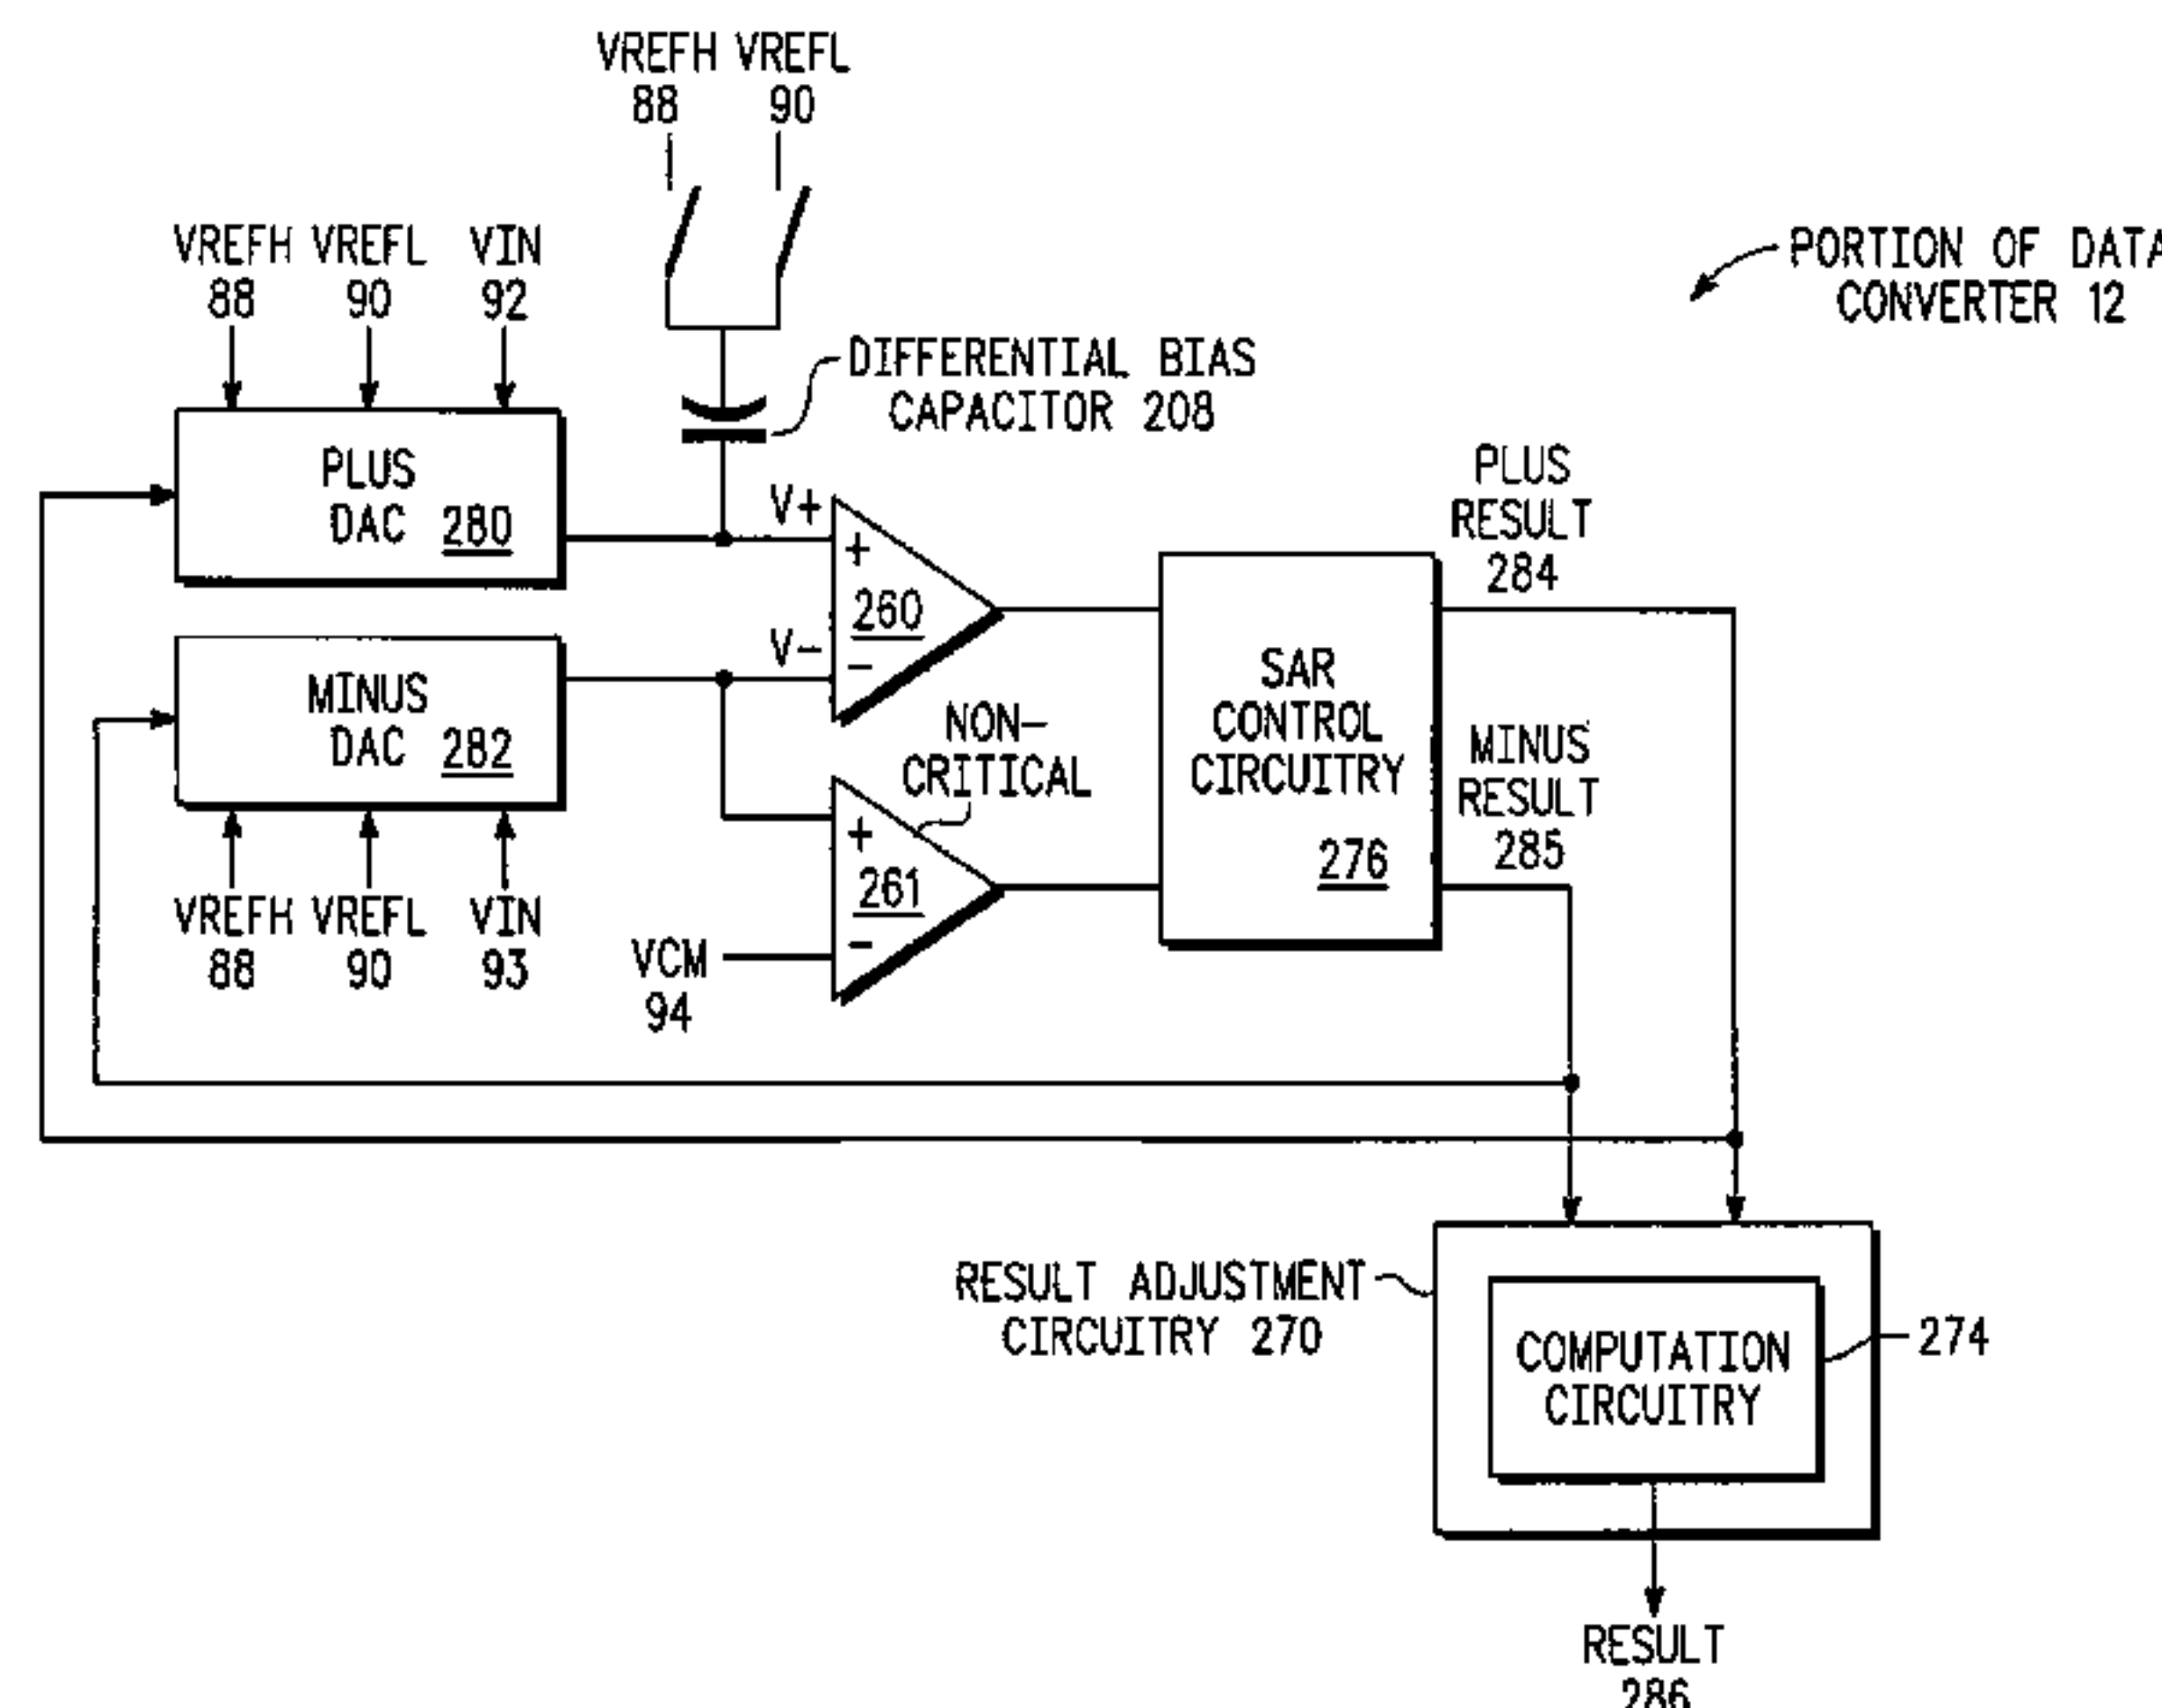 VREFH VREFL
88 90
VREFH VREFL VIN
88 90 92
PORTION OF DATA
CONVERTER 12
DIFFERENTIAL BIAS
CAPACITOR 208
PLUS
DAC 280
V+
+
260
V-
-
PLUS
RESULT
284
MINUS
DAC 282
NON-
CRITICAL
SAR
CONTROL
CIRCUITRY
276
MINUS
RESULT
285
+
261
-
VREFH VREFL VIN
88 90 93
VCM
94
RESULT ADJUSTMENT
CIRCUITRY 270
COMPUTATION
CIRCUITRY
274
RESULT
286